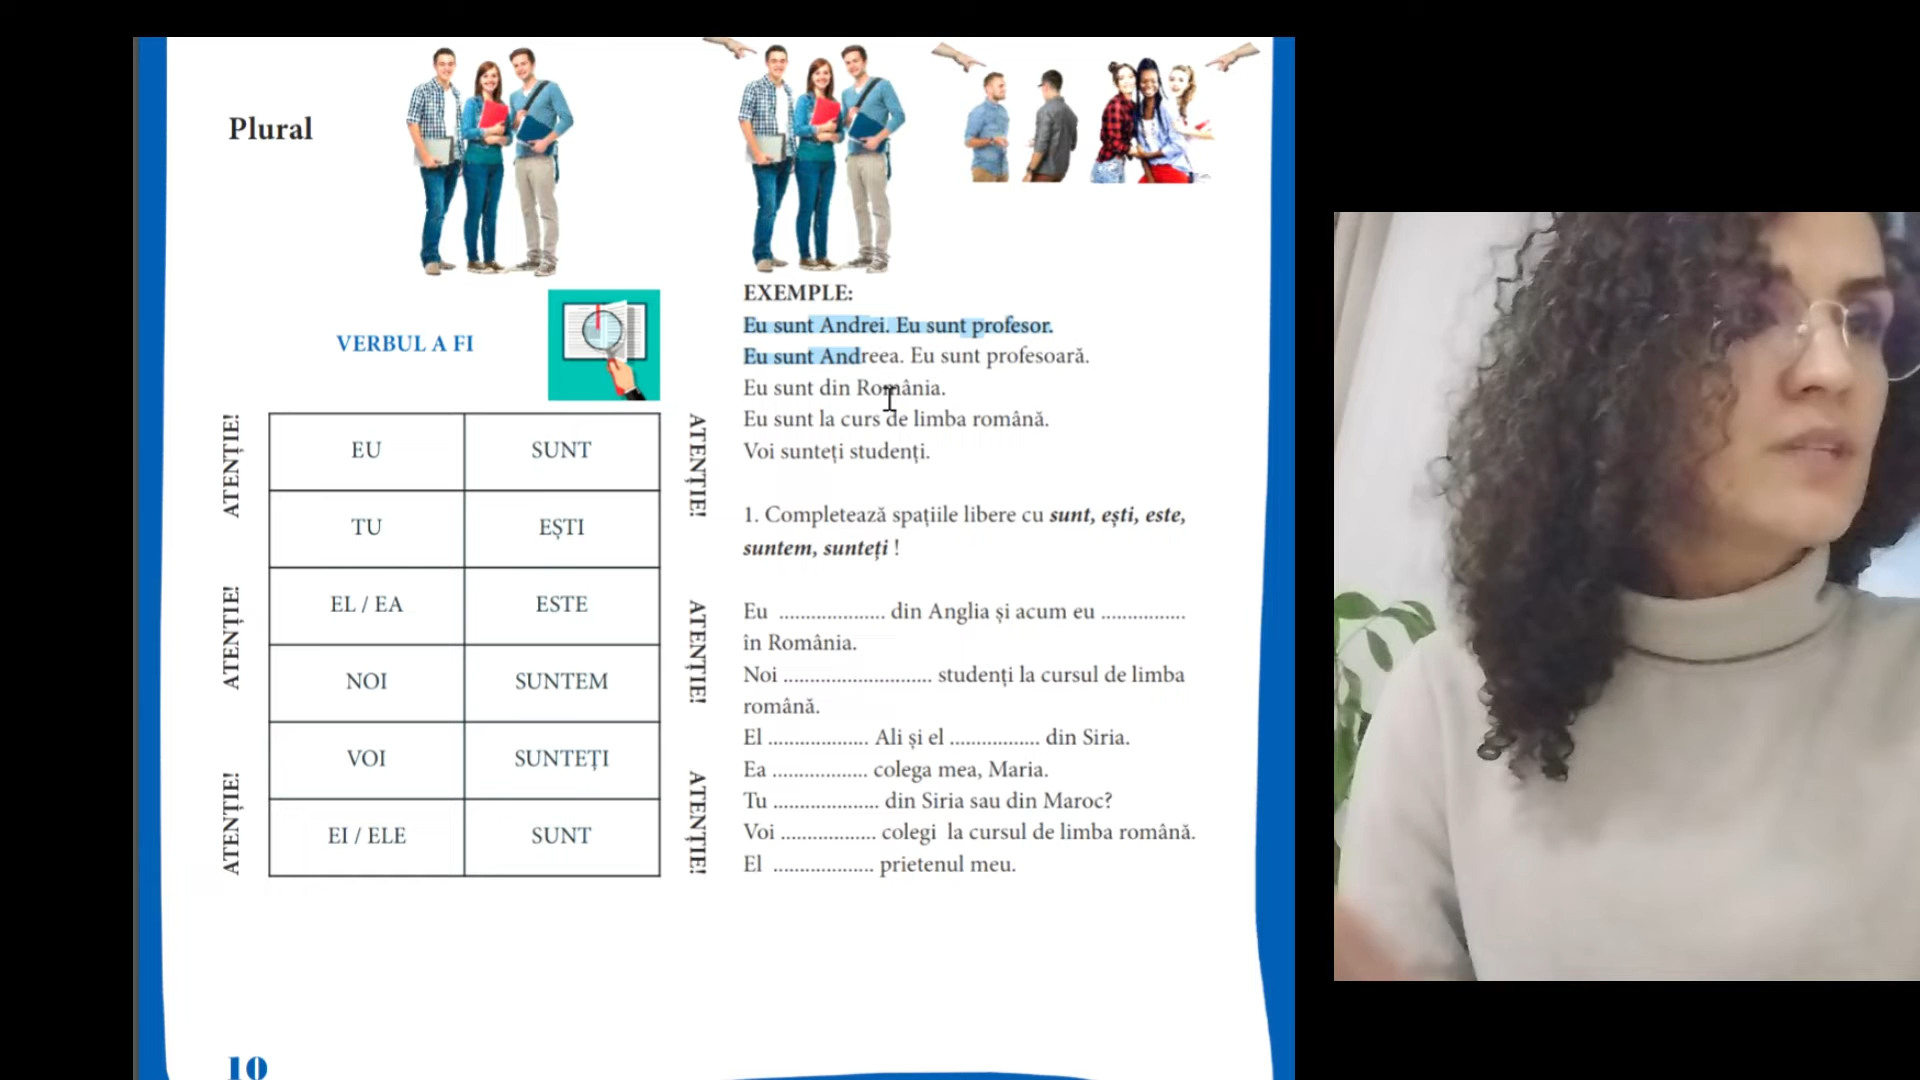 Plural
VERBUL A FI
ATENȚIE!
ATENȚIE!
ATENȚIE!
EU SUNT
TU EȘTI
EL / EA ESTE
NOI SUNTEM
VOI SUNTEȚI
EI / ELE SUNT
ATENȚIE!
ATENȚIE!
ATENȚIE!
EXEMPLE:
Eu sunt Andrei. Eu sunt profesor.
Eu sunt Andreea. Eu sunt profesoară.
Eu sunt din România.
Eu sunt la curs de limba română.
Voi sunteți studenți.
1. Completează spațiile libere cu sunt, ești, este,
suntem, sunteți !
Eu .................... din Anglia și acum eu ................
în România.
Noi ............................ studenți la cursul de limba
română.
El ................... Ali și el ................. din Siria.
Ea .................. colega mea, Maria.
Tu .................... din Siria sau din Maroc?
Voi .................. colegi la cursul de limba română.
El ................... prietenul meu.
10